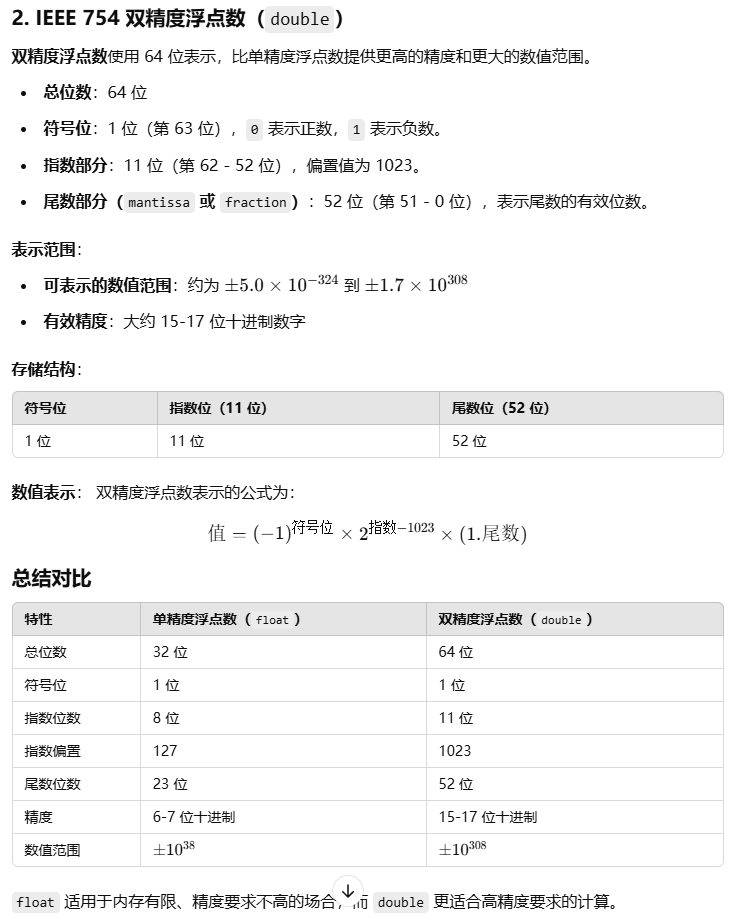 2. IEEE 754 双精度浮点数（double）
双精度浮点数使用 64 位表示，比单精度浮点数提供更高的精度和更大的数值范围。
• 总位数：64 位
• 符号位：1 位（第 63 位），0 表示正数，1 表示负数。
• 指数部分：11 位（第 62 - 52 位），偏置值为 1023。
• 尾数部分（mantissa 或 fraction）：52 位（第 51 - 0 位），表示尾数的有效位数。
表示范围：
• 可表示的数值范围：约为 ±5.0 × 10^−324 到 ±1.7 × 10^308
• 有效精度：大约 15-17 位十进制数字
存储结构：
符号位 指数位（11 位） 尾数位（52 位）
1 位 11 位 52 位
数值表示： 双精度浮点数表示的公式为：
值 = (−1)^符号位 × 2^指数−1023 × (1.尾数)
总结对比
特性 单精度浮点数（float） 双精度浮点数（double）
总位数 32 位 64 位
符号位 1 位 1 位
指数位数 8 位 11 位
指数偏置 127 1023
尾数位数 23 位 52 位
精度 6-7 位十进制 15-17 位十进制
数值范围 ±10^38 ±10^308
float 适用于内存有限、精度要求不高的场合，而 double 更适合高精度要求的计算。